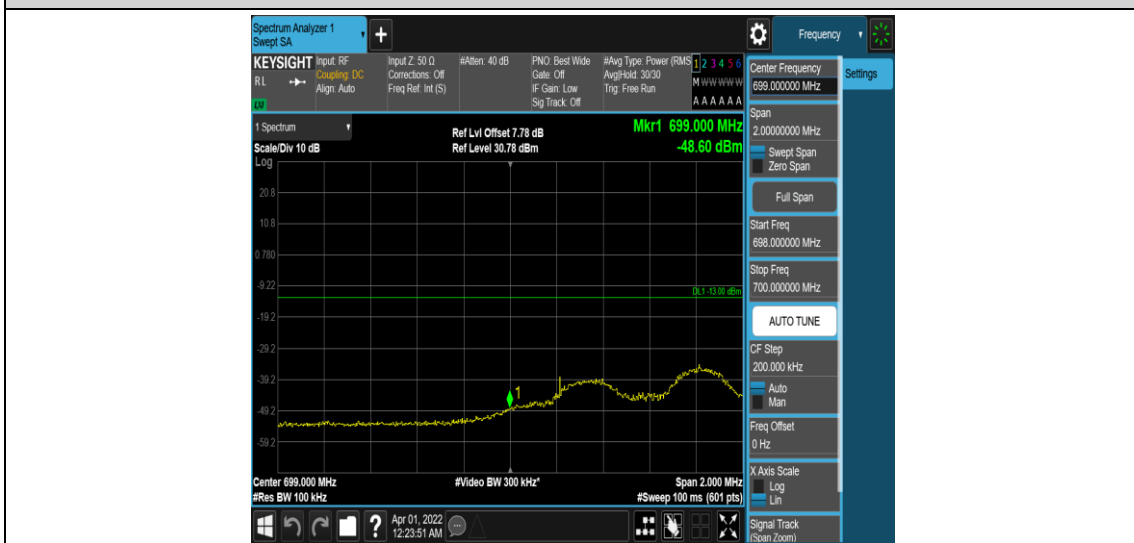 Spectrum Analyzer 1
Swept SA
Frequency
KEYSIGHT
RL
LXI
Input: RF
Coupling: DC
Align: Auto
Input Z: 50 Ω
Corrections: Off
Freq Ref: Int (S)
#Atten: 40 dB
PNO: Best Wide
Gate: Off
IF Gain: Low
Sig Track: Off
#Avg Type: Power (RMS
Avg|Hold: 30/30
Trig: Free Run
1 2 3 4 5 6
M W W W W W
A A A A A A
1 Spectrum
Scale/Div 10 dB
Log
Ref Lvl Offset 7.78 dB
Ref Level 30.78 dBm
Mkr1 699.000 MHz
-48.60 dBm
20.8
10.8
0.780
-9.22
DL1 -13.00 dBm
-19.2
-29.2
-39.2
1
-49.2
-59.2
Center 699.000 MHz
#Res BW 100 kHz
#Video BW 300 kHz*
Span 2.000 MHz
#Sweep 100 ms (601 pts)
?
Apr 01, 2022
12:23:51 AM
Center Frequency
699.000000 MHz
Settings
Span
2.00000000 MHz
Swept Span
Zero Span
Full Span
Start Freq
698.000000 MHz
Stop Freq
700.000000 MHz
AUTO TUNE
CF Step
200.000 kHz
Auto
Man
Freq Offset
0 Hz
X Axis Scale
Log
Lin
Signal Track
(Span Zoom)